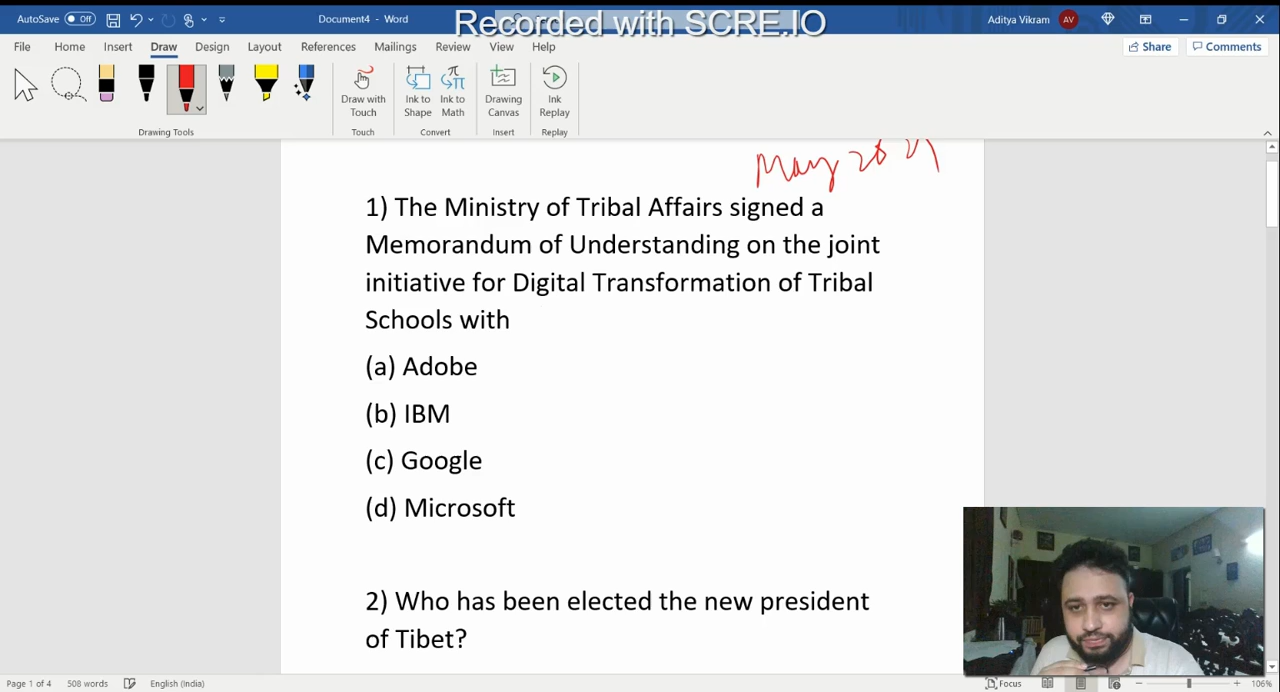 AutoSave Off Document4 - Word Aditya Vikram AV
Recorded with SCRE.IO
File Home Insert Draw Design Layout References Mailings Review View Help Share Comments
Draw with Touch Ink to Shape Ink to Math Drawing Canvas Ink Replay
Drawing Tools Touch Convert Insert Replay
May
1) The Ministry of Tribal Affairs signed a
Memorandum of Understanding on the joint
initiative for Digital Transformation of Tribal
Schools with
(a) Adobe
(b) IBM
(c) Google
(d) Microsoft
2) Who has been elected the new president
of Tibet?
Page 1 of 4 508 words English (India) Focus 106%